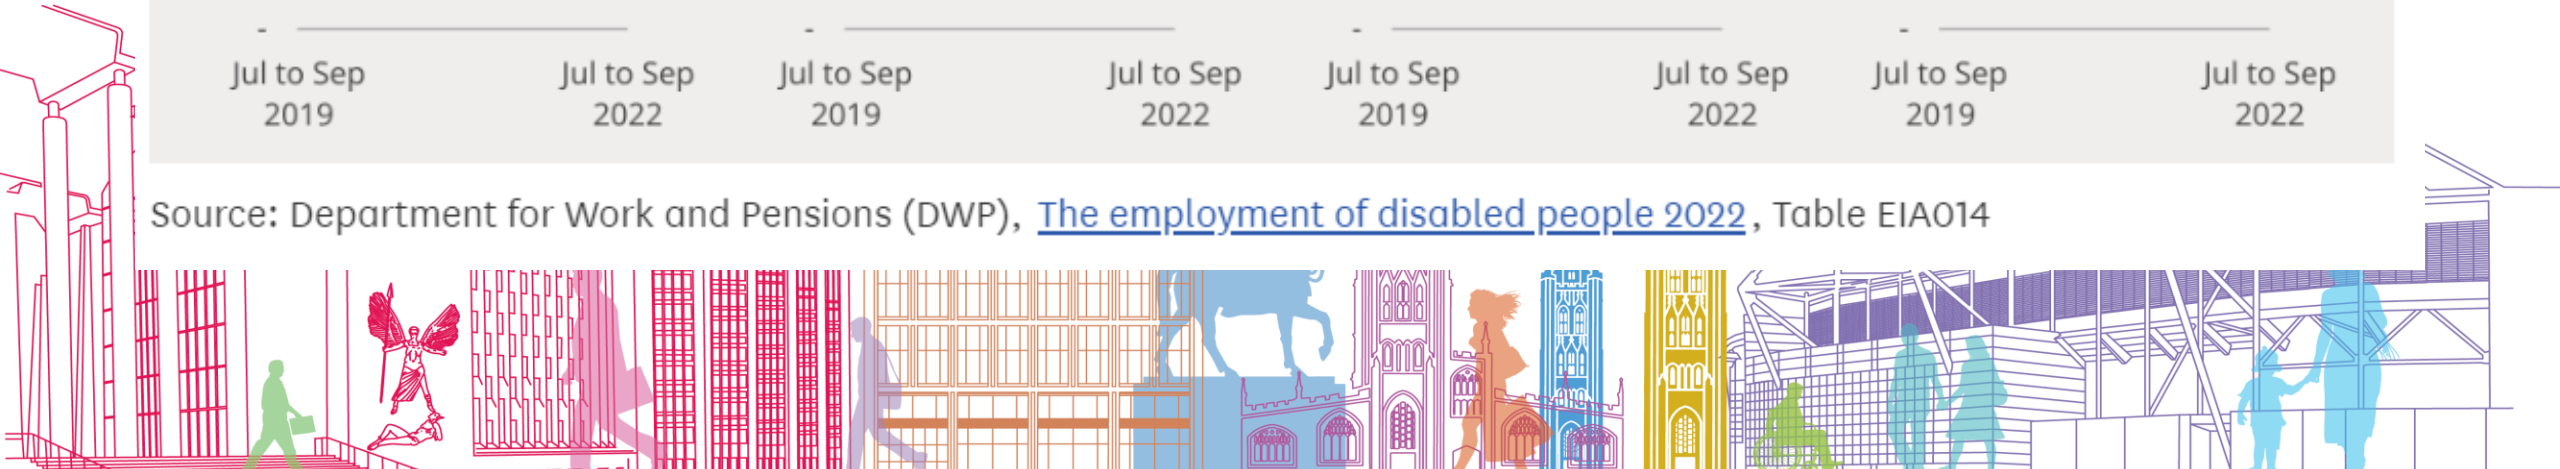 - - - -
Jul to Sep Jul to Sep Jul to Sep Jul to Sep Jul to Sep Jul to Sep Jul to Sep Jul to Sep
2019 2022 2019 2022 2019 2022 2019 2022
Source: Department for Work and Pensions (DWP), The employment of disabled people 2022, Table EIA014